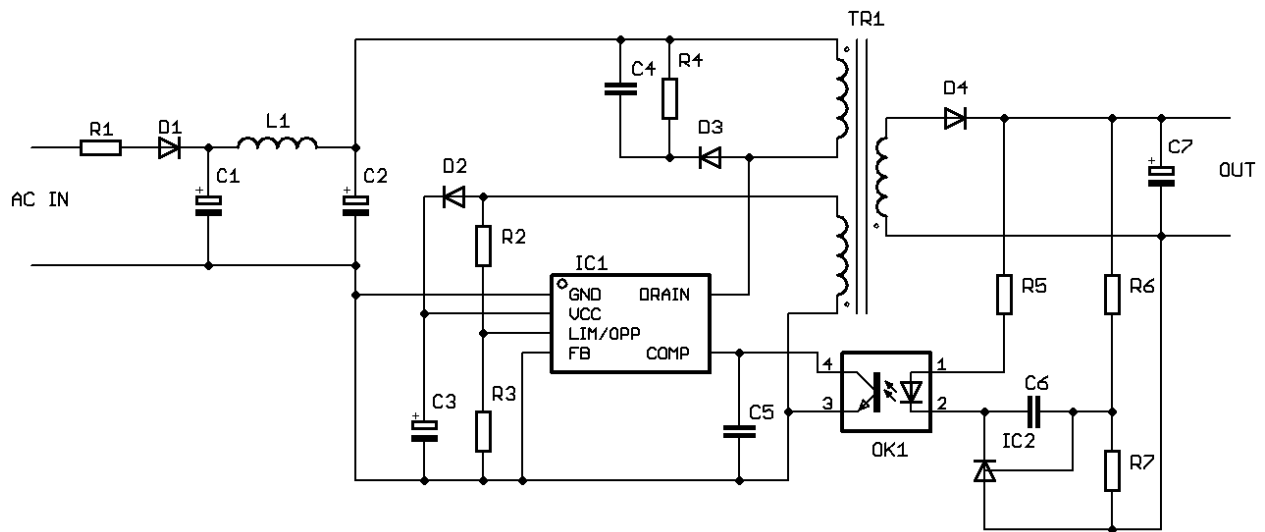 TR1
C4
R4
D4
R1
D1
L1
D3
C1
C2
D2
C7
AC IN
OUT
R2
IC1
GND
DRAIN
VCC
LIM/OPP
FB
COMP
R5
R6
4
1
3
2
C6
R3
C3
C5
OK1
IC2
R7